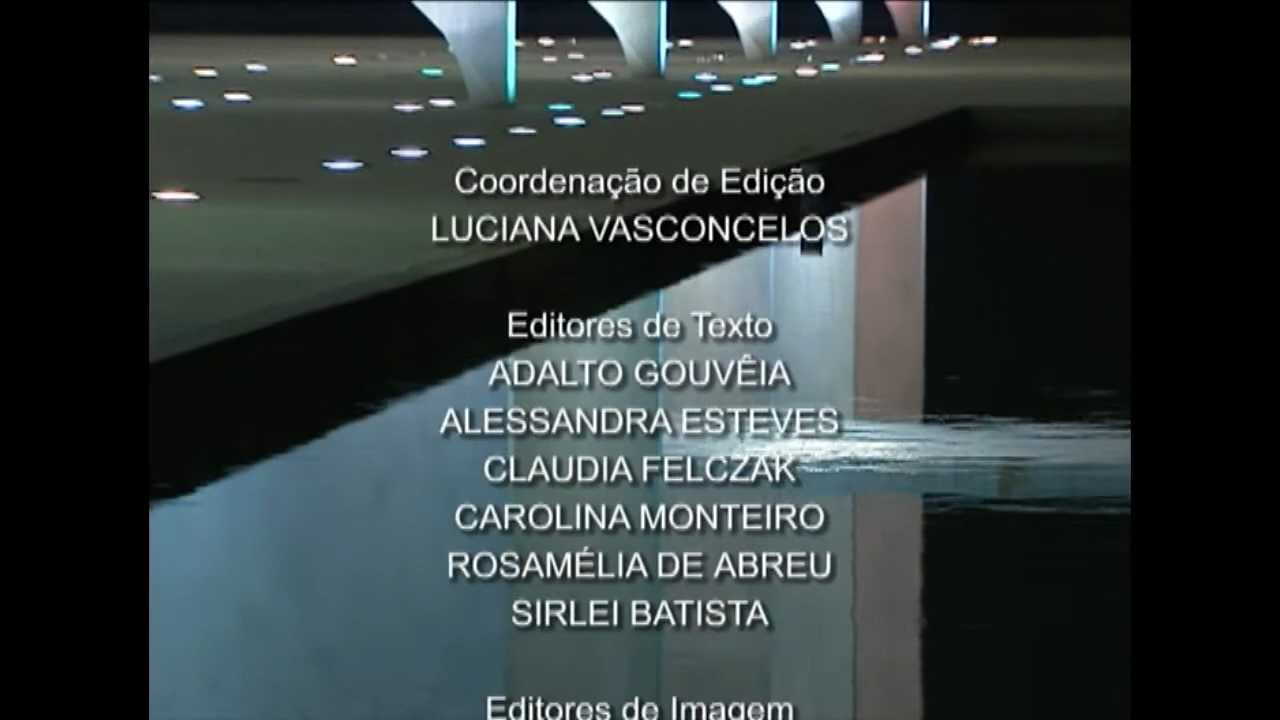 Coordenação de Edição
LUCIANA VASCONCELOS
Editores de Texto
ADALTO GOUVÊIA
ALESSANDRA ESTEVES
CLAUDIA FELCZAK
CAROLINA MONTEIRO
ROSAMÉLIA DE ABREU
SIRLEI BATISTA
Editores de Imagem